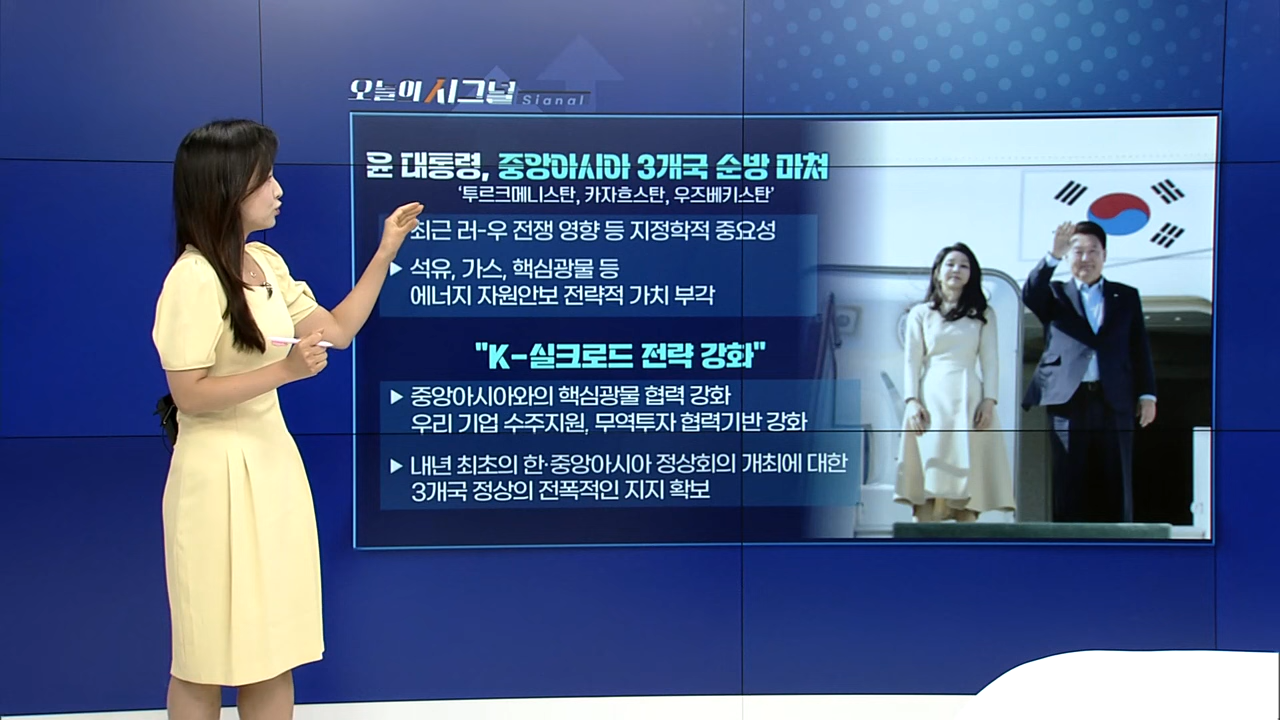 오늘의 시그널
Signal
윤 대통령, 중앙아시아 3개국 순방 마쳐
'투르크메니스탄, 카자흐스탄, 우즈베키스탄'
최근 러-우 전쟁 영향 등 지정학적 중요성
▶ 석유, 가스, 핵심광물 등
에너지 자원안보 전략적 가치 부각
"K-실크로드 전략 강화"
▶ 중앙아시아와의 핵심광물 협력 강화
우리 기업 수주지원, 무역투자 협력기반 강화
▶ 내년 최초의 한·중앙아시아 정상회의 개최에 대한
3개국 정상의 전폭적인 지지 확보